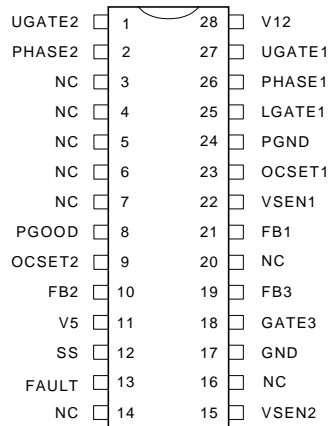 UGATE2 1 28 V12
PHASE2 2 27 UGATE1
NC 3 26 PHASE1
NC 4 25 LGATE1
NC 5 24 PGND
NC 6 23 OCSET1
NC 7 22 VSEN1
PGOOD 8 21 FB1
OCSET2 9 20 NC
FB2 10 19 FB3
V5 11 18 GATE3
SS 12 17 GND
FAULT 13 16 NC
NC 14 15 VSEN2